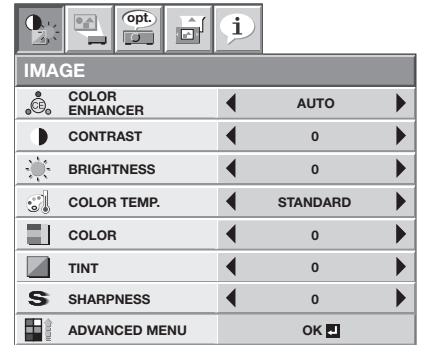 opt.
i
IMAGE
CE
COLOR
ENHANCER
AUTO
CONTRAST
0
BRIGHTNESS
0
COLOR TEMP.
STANDARD
COLOR
0
TINT
0
S
SHARPNESS
0
ADVANCED MENU
OK